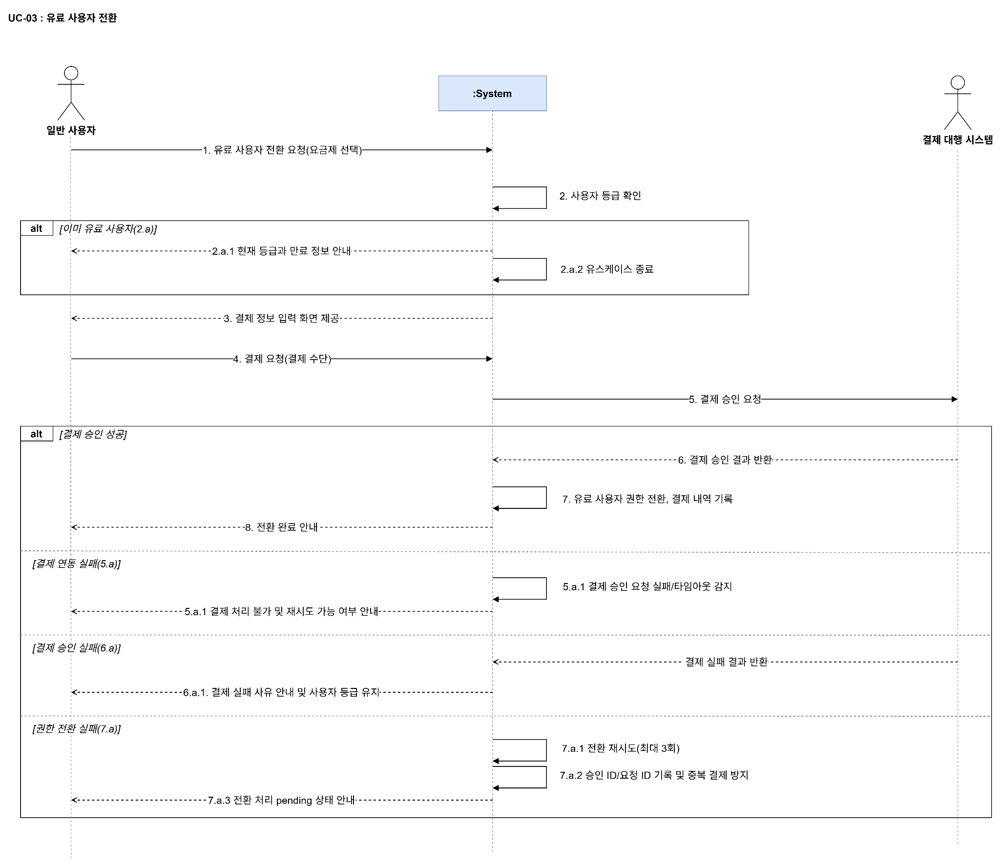 UC-03 : 유료 사용자 전환
:System
일반 사용자
결제 대행 시스템
1. 유료 사용자 전환 요청(요금제 선택)
2. 사용자 등급 확인
alt [이미 유료 사용자(2.a)]
2.a.1 현재 등급과 만료 정보 안내
2.a.2 유스케이스 종료
3. 결제 정보 입력 화면 제공
4. 결제 요청(결제 수단)
5. 결제 승인 요청
alt [결제 승인 성공]
6. 결제 승인 결과 반환
7. 유료 사용자 권한 전환, 결제 내역 기록
8. 전환 완료 안내
[결제 연동 실패(5.a)]
5.a.1 결제 승인 요청 실패/타임아웃 감지
5.a.1 결제 처리 불가 및 재시도 가능 여부 안내
[결제 승인 실패(6.a)]
결제 실패 결과 반환
6.a.1. 결제 실패 사유 안내 및 사용자 등급 유지
[권한 전환 실패(7.a)]
7.a.1 전환 재시도(최대 3회)
7.a.2 승인 ID/요청 ID 기록 및 중복 결제 방지
7.a.3 전환 처리 pending 상태 안내